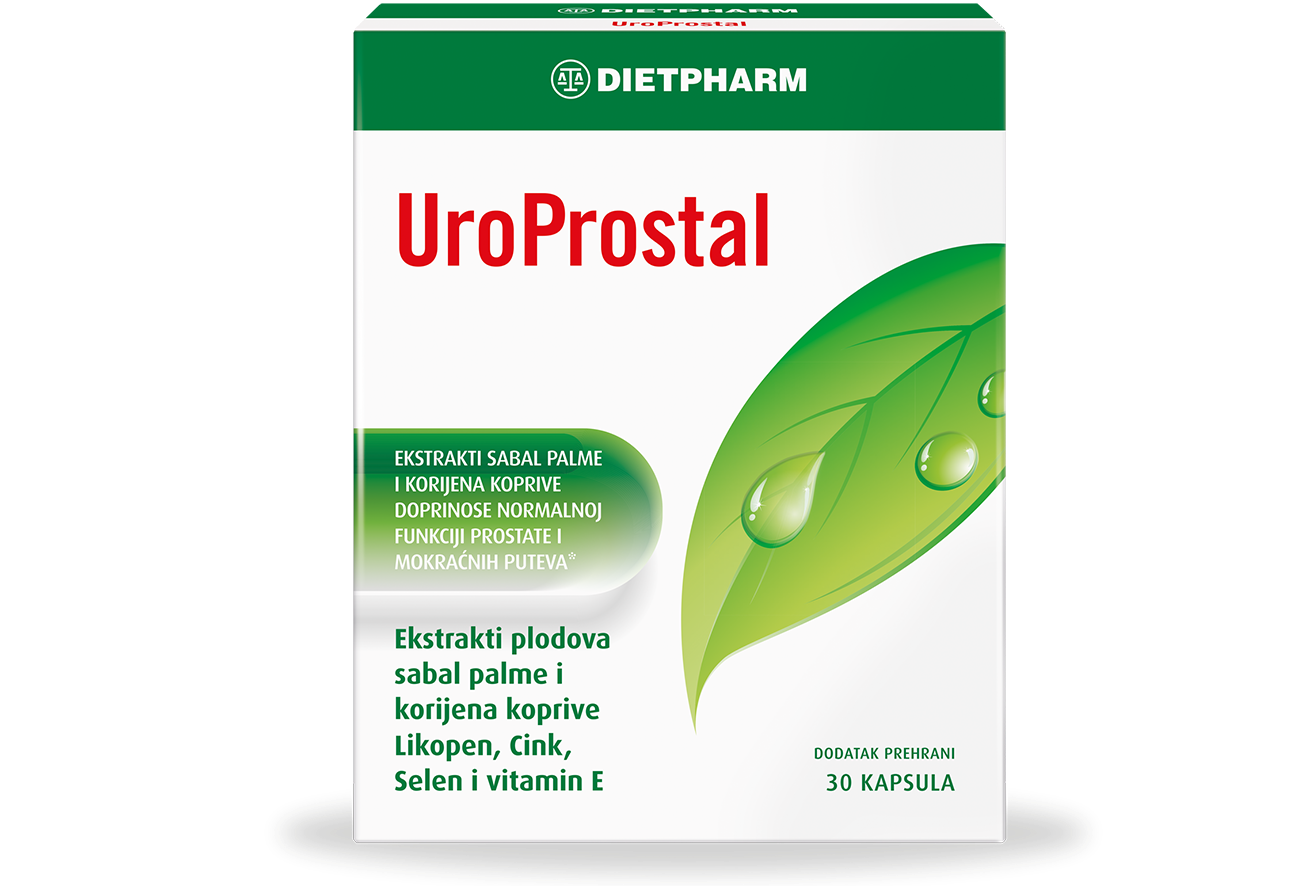 DIETPHARM
UroProstal
DIETPHARM
UroProstal
EKSTRAKTI SABAL PALME
I KORIJENA KOPRIVE
DOPRINOSE NORMALNOJ
FUNKCIJI PROSTATE I
MOKRAĆNIH PUTEVA*
Ekstrakti plodova
sabal palme i
korijena koprive
Likopen, Cink,
Selen i vitamin E
DODATAK PREHRANI
30 KAPSULA